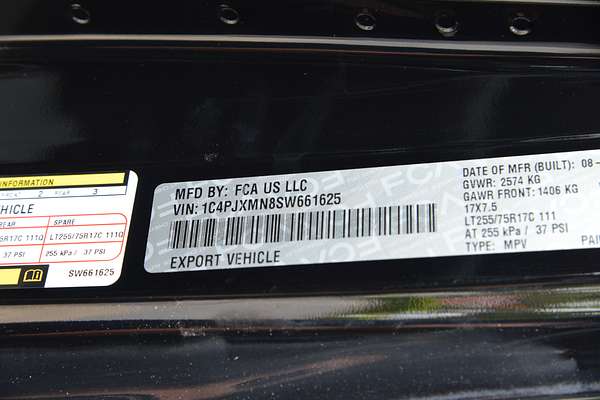 2
REAR
3
VEHICLE
SPARE
111Q
LT255/75R17C 111Q
37 PSI
255 kPa / 37 PSI
SW661625
MFD BY: FCA US LLC
VIN: 1C4PJXMN8SW661625
EXPORT VEHICLE
DATE OF MFR (BUILT): 08-
GVWR: 2574 KG
GAWR FRONT: 1406 KG
17X7.5
LT255/75R17C 111
AT 255 kPa / 37 PSI
TYPE: MPV